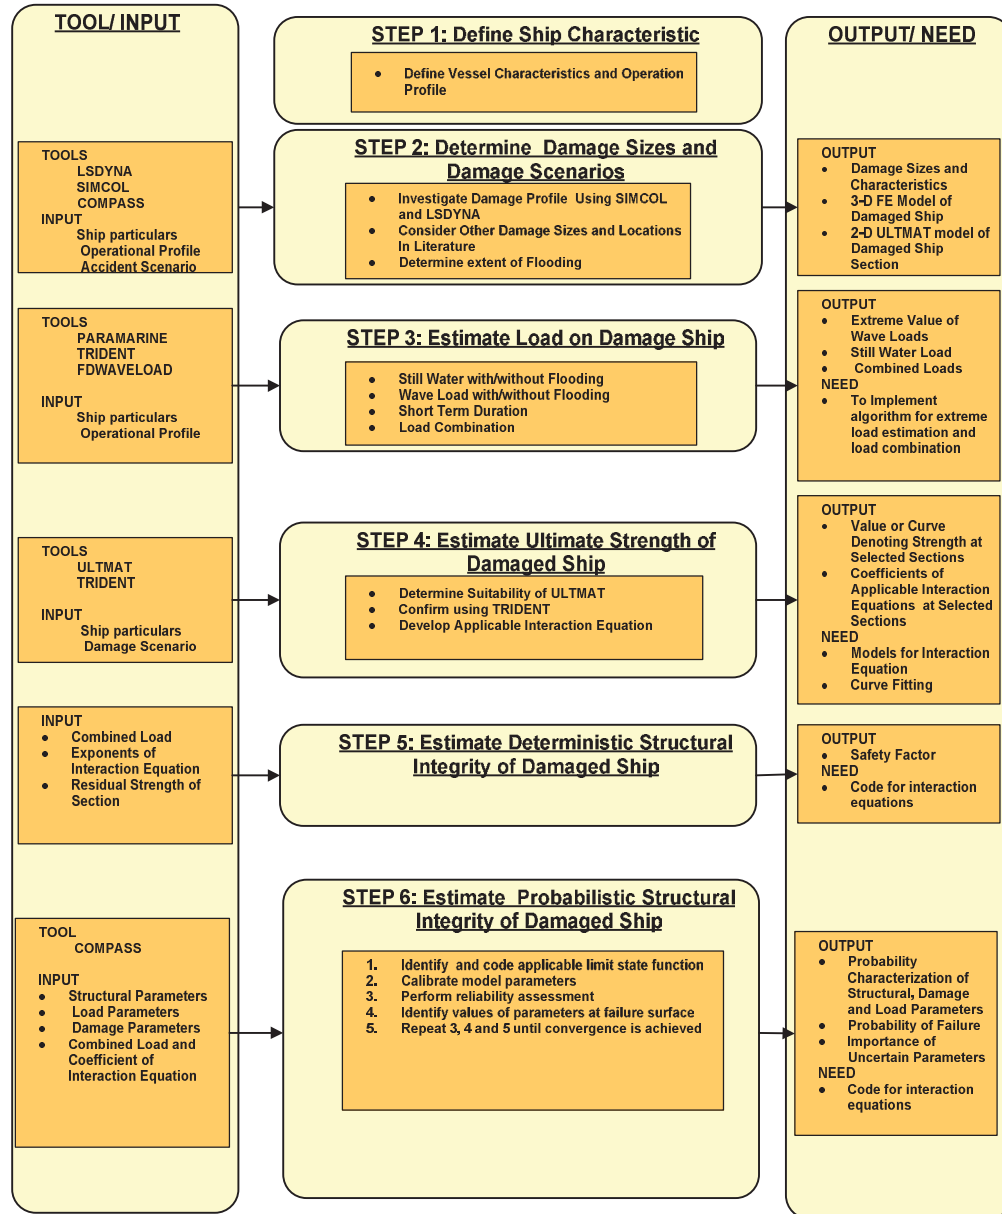 TOOL/ INPUT
TOOLS
LSDYNA
SIMCOL
COMPASS
INPUT
Ship particulars
Operational Profile
Accident Scenario
TOOLS
PARAMARINE
TRIDENT
FDWAVELOAD
INPUT
Ship particulars
Operational Profile
TOOLS
ULTMAT
TRIDENT
INPUT
Ship particulars
Damage Scenario
INPUT
● Combined Load
● Exponents of
Interaction Equation
● Residual Strength of
Section
TOOL
COMPASS
INPUT
● Structural Parameters
● Load Parameters
● Damage Parameters
● Combined Load and
Coefficient of
Interaction Equation
STEP 1: Define Ship Characteristic
● Define Vessel Characteristics and Operation
Profile
STEP 2: Determine Damage Sizes and
Damage Scenarios
● Investigate Damage Profile Using SIMCOL
and LSDYNA
● Consider Other Damage Sizes and Locations
In Literature
● Determine extent of Flooding
STEP 3: Estimate Load on Damage Ship
● Still Water with/without Flooding
● Wave Load with/without Flooding
● Short Term Duration
● Load Combination
STEP 4: Estimate Ultimate Strength of
Damaged Ship
● Determine Suitability of ULTMAT
● Confirm using TRIDENT
● Develop Applicable Interaction Equation
STEP 5: Estimate Deterministic Structural
Integrity of Damaged Ship
STEP 6: Estimate Probabilistic Structural
Integrity of Damaged Ship
1. Identify and code applicable limit state function
2. Calibrate model parameters
3. Perform reliability assessment
4. Identify values of parameters at failure surface
5. Repeat 3, 4 and 5 until convergence is achieved
OUTPUT/ NEED
OUTPUT
● Damage Sizes and
Characteristics
● 3-D FE Model of
Damaged Ship
● 2-D ULTMAT model of
Damaged Ship
Section
OUTPUT
● Extreme Value of
Wave Loads
● Still Water Load
● Combined Loads
NEED
● To Implement
algorithm for extreme
load estimation and
load combination
OUTPUT
● Value or Curve
Denoting Strength at
Selected Sections
● Coefficients of
Applicable Interaction
Equations at Selected
Sections
NEED
● Models for Interaction
Equation
● Curve Fitting
OUTPUT
● Safety Factor
NEED
● Code for interaction
equations
OUTPUT
● Probability
Characterization of
Structural, Damage
and Load Parameters
● Probability of Failure
● Importance of
Uncertain Parameters
NEED
● Code for interaction
equations